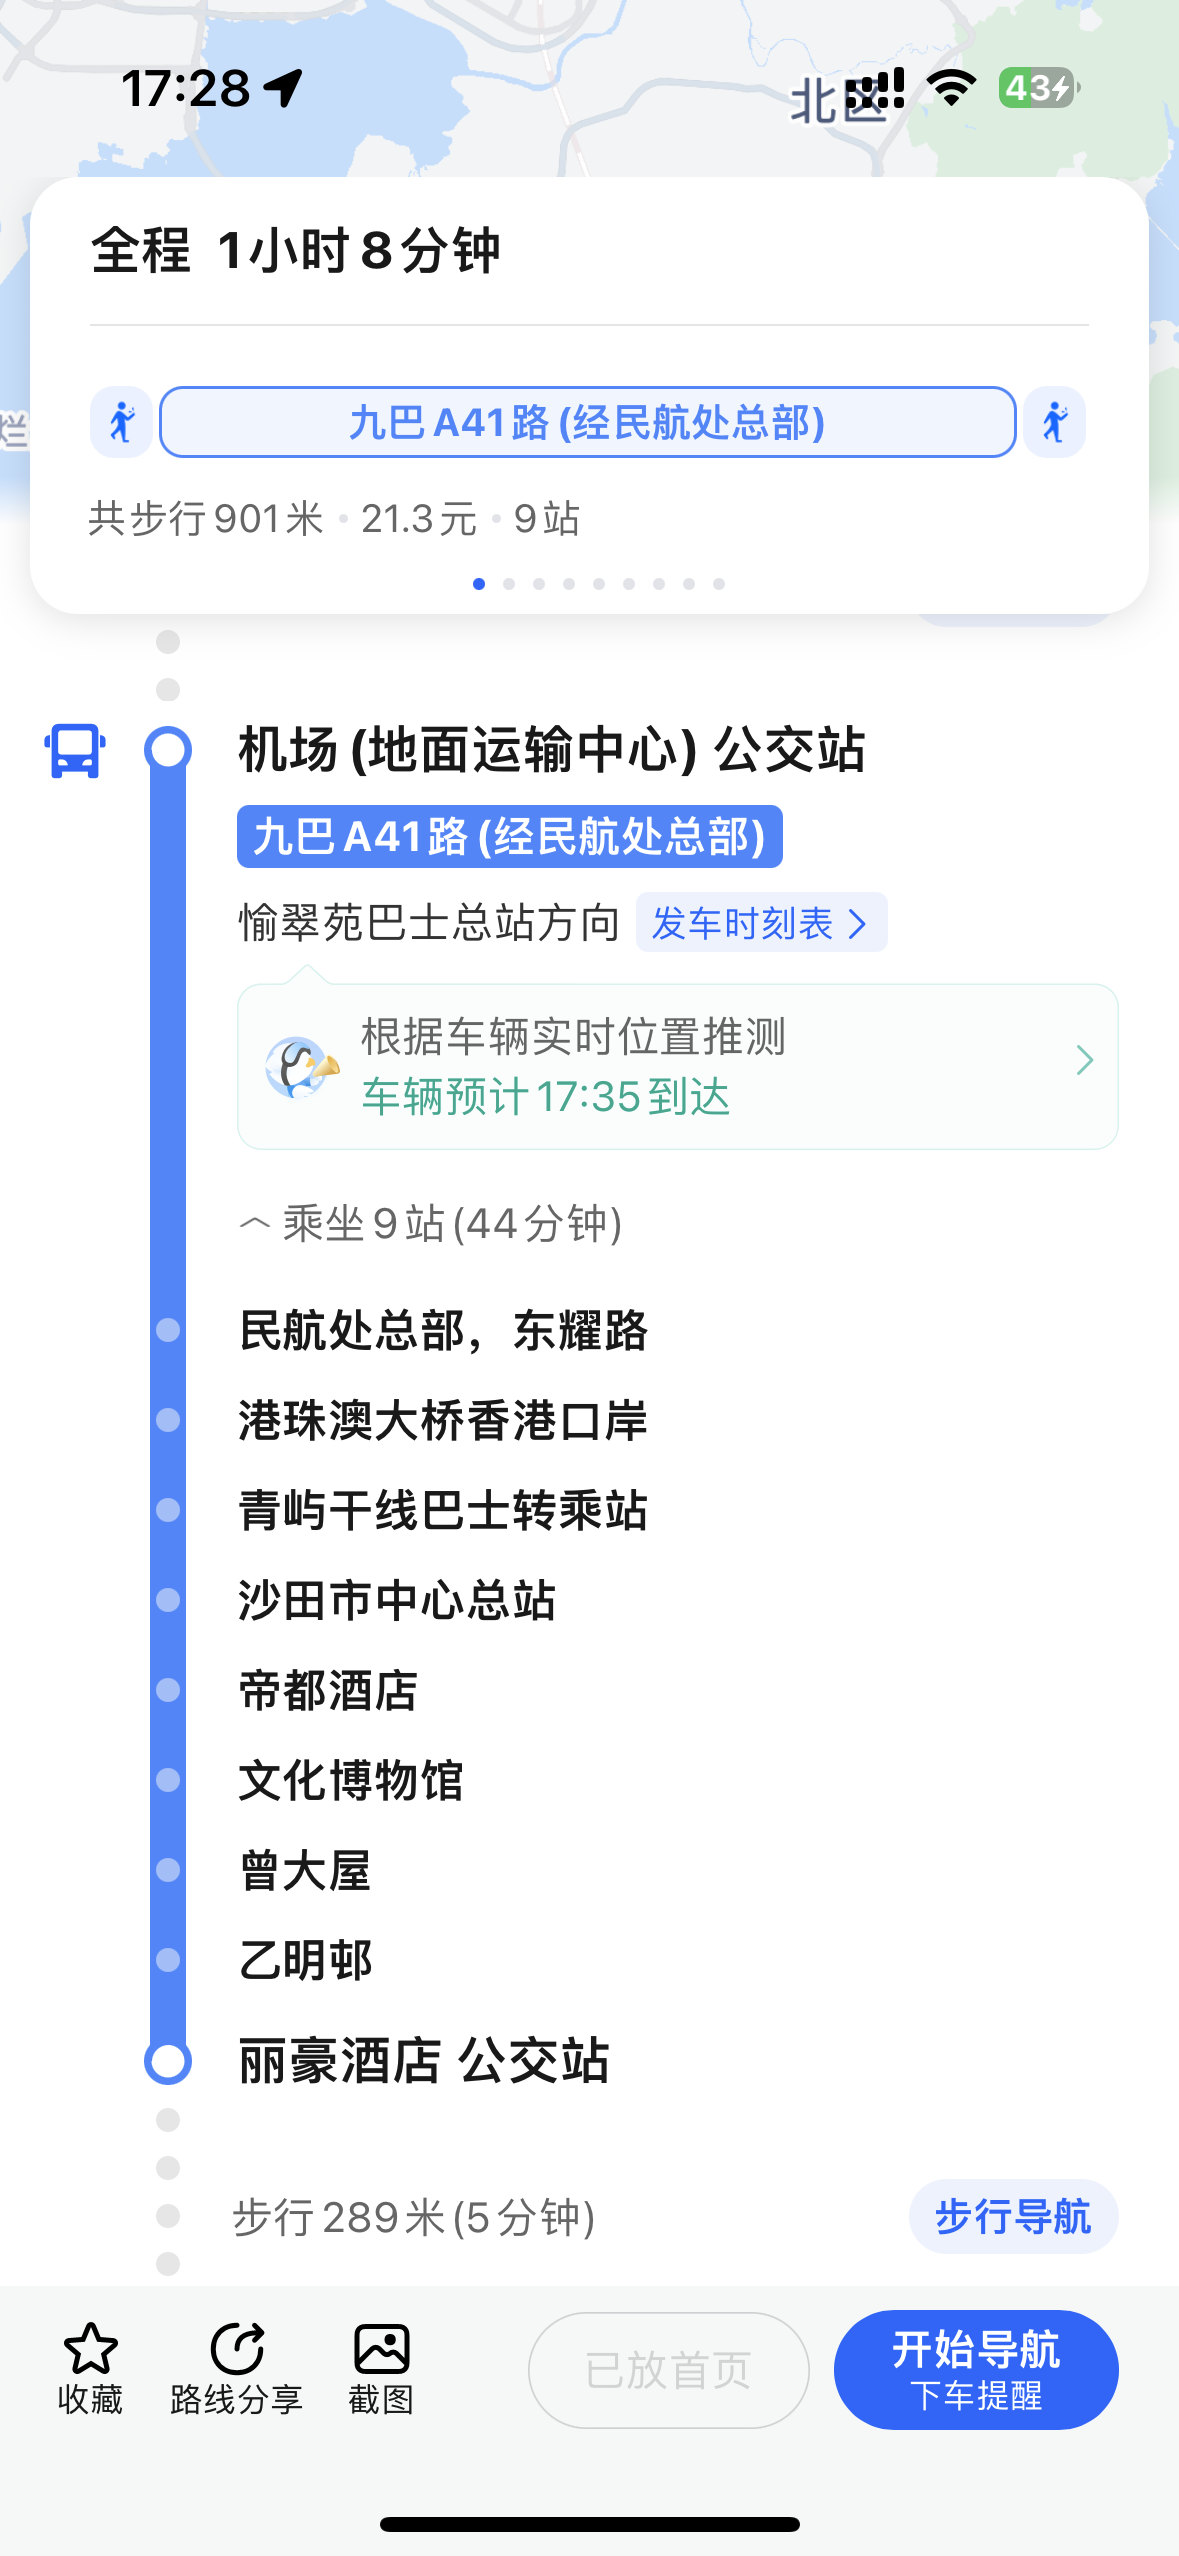 17:28
北区
43
全程 1小时8分钟
烂
九巴A41路(经民航处总部)
共步行901米 • 21.3元 • 9站
机场(地面运输中心) 公交站
九巴A41路(经民航处总部)
愉翠苑巴士总站方向 发车时刻表
根据车辆实时位置推测
车辆预计17:35到达
乘坐9站(44分钟)
民航处总部，东耀路
港珠澳大桥香港口岸
青屿干线巴士转乘站
沙田市中心总站
帝都酒店
文化博物馆
曾大屋
乙明邨
丽豪酒店 公交站
步行289米(5分钟) 步行导航
收藏 路线分享 截图 已放首页 开始导航
下车提醒